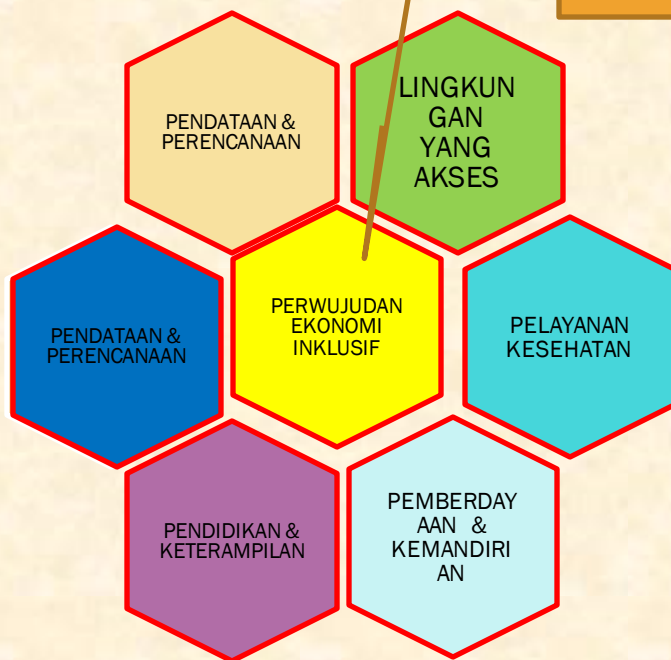 PENDATAAN &
PERENCANAAN
LINGKUN
GAN
YANG
AKSES
PENDATAAN &
PERENCANAAN
PERWUJUDAN
EKONOMI
INKLUSIF
PELAYANAN
KESEHATAN
PENDIDIKAN &
KETERAMPILAN
PEMBERDAY
AAN &
KEMANDIRI
AN